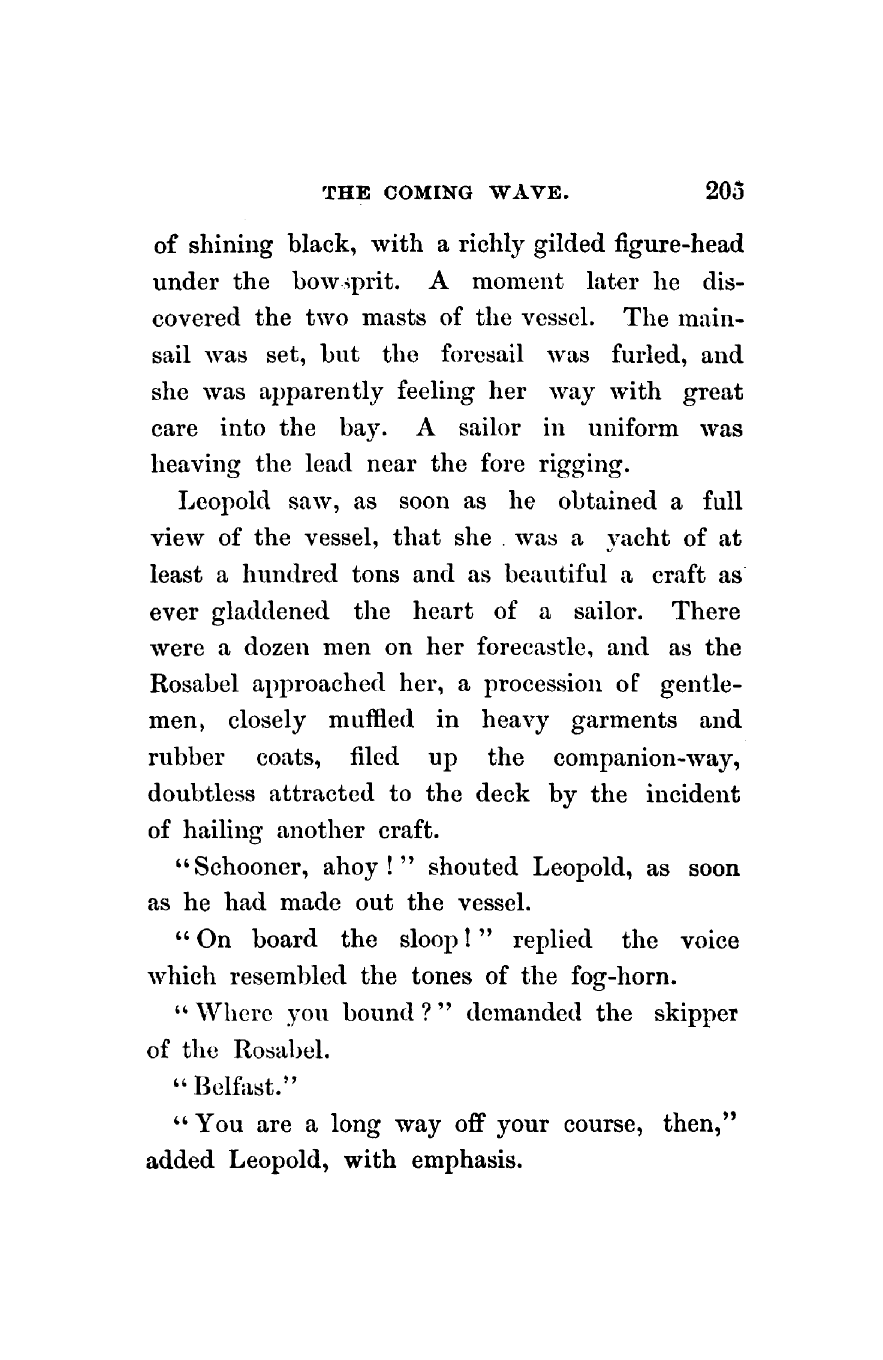 THE COMING WAVE. 205
of shining black, with a richly gilded figure-head
under the bowsprit. A moment later he dis-
covered the two masts of the vessel. The main-
sail was set, but the foresail was furled, and
she was apparently feeling her way with great
care into the bay. A sailor in uniform was
heaving the lead near the fore rigging.
Leopold saw, as soon as he obtained a full
view of the vessel, that she was a yacht of at
least a hundred tons and as beautiful a craft as
ever gladdened the heart of a sailor. There
were a dozen men on her forecastle, and as the
Rosabel approached her, a procession of gentle-
men, closely muffled in heavy garments and
rubber coats, filed up the companion-way,
doubtless attracted to the deck by the incident
of hailing another craft.
"Schooner, ahoy!" shouted Leopold, as soon
as he had made out the vessel.
"On board the sloop!" replied the voice
which resembled the tones of the fog-horn.
"Where you bound?" demanded the skipper
of the Rosabel.
"Belfast."
"You are a long way off your course, then,"
added Leopold, with emphasis.